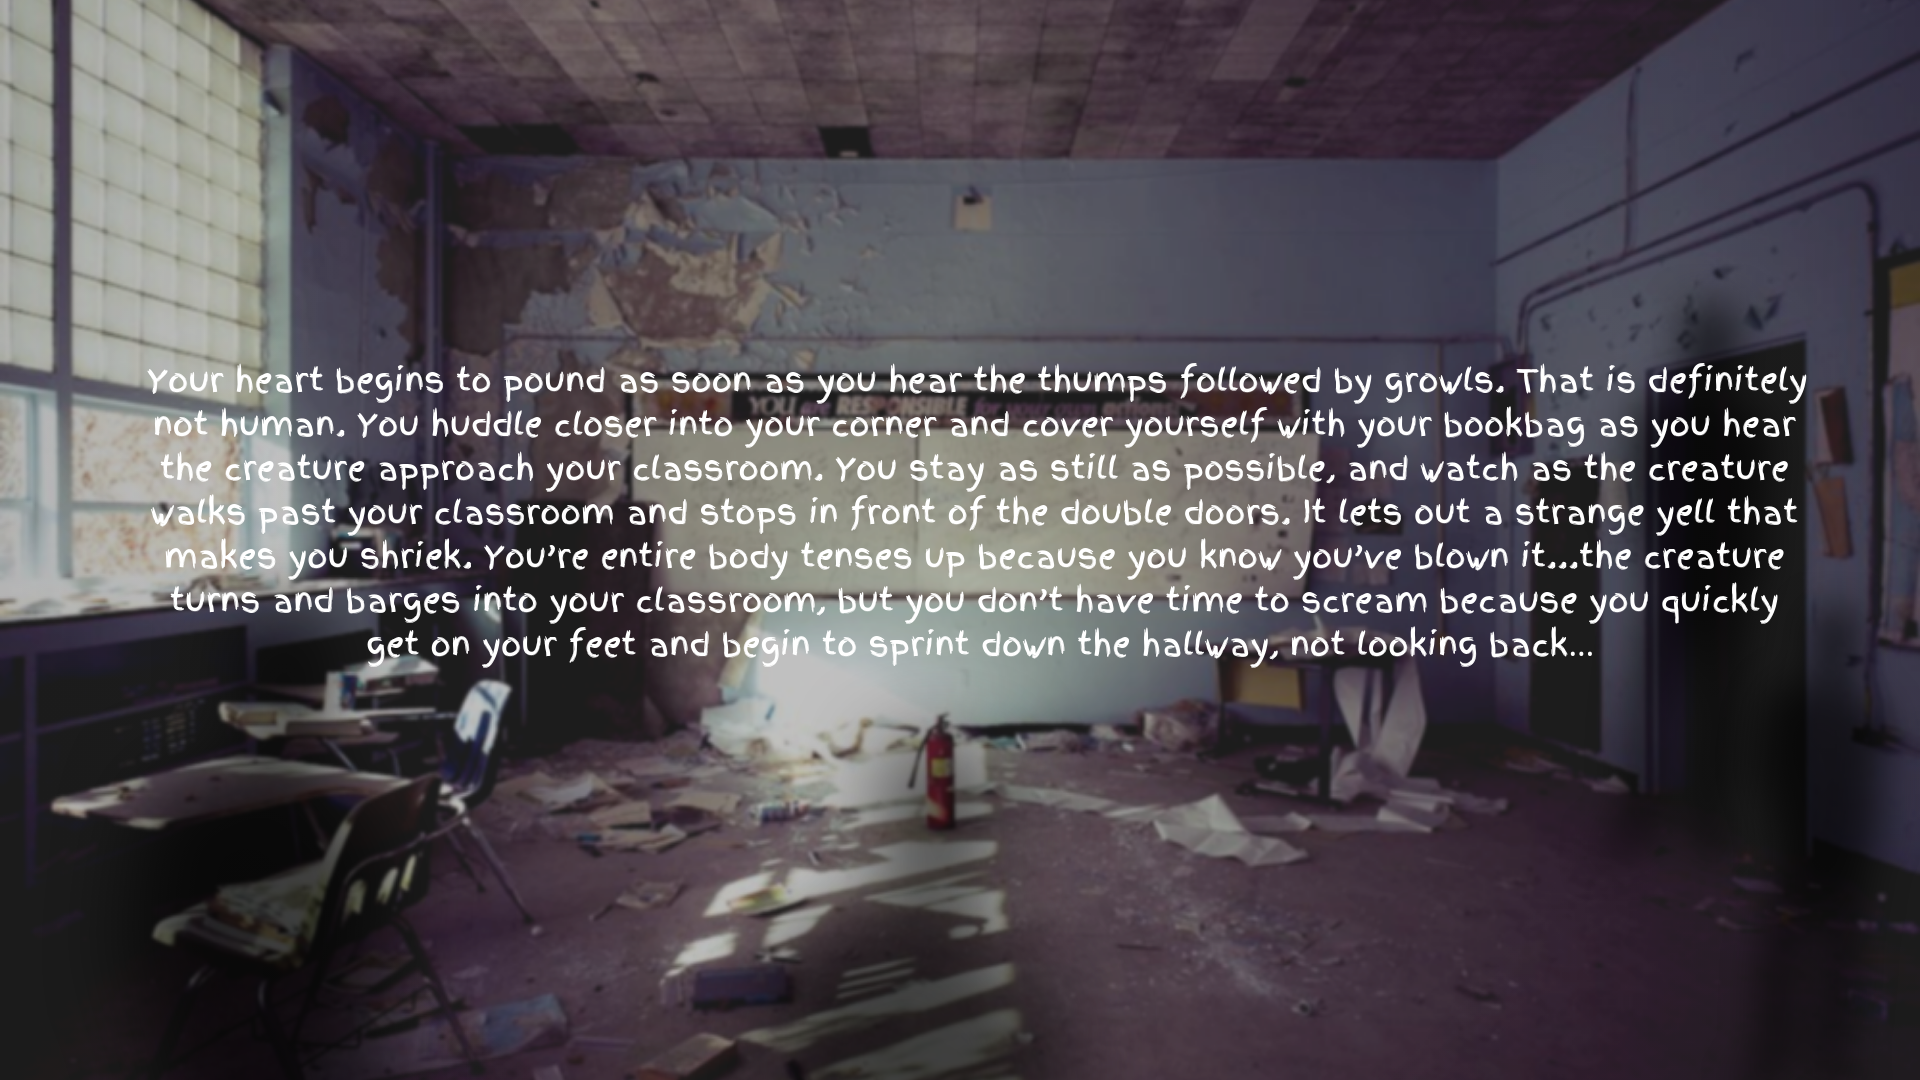 Your heart begins to pound as soon as you hear the thumps followed by growls. That is definitely
not human. You huddle closer into your corner and cover yourself with your bookbag as you hear
the creature approach your classroom. You stay as still as possible, and watch as the creature
walks past your classroom and stops in front of the double doors. It lets out a strange yell that
makes you shriek. You're entire body tenses up because you know you've blown it...the creature
turns and barges into your classroom, but you don't have time to scream because you quickly
get on your feet and begin to sprint down the hallway, not looking back...
YOU RESPONSIBLE